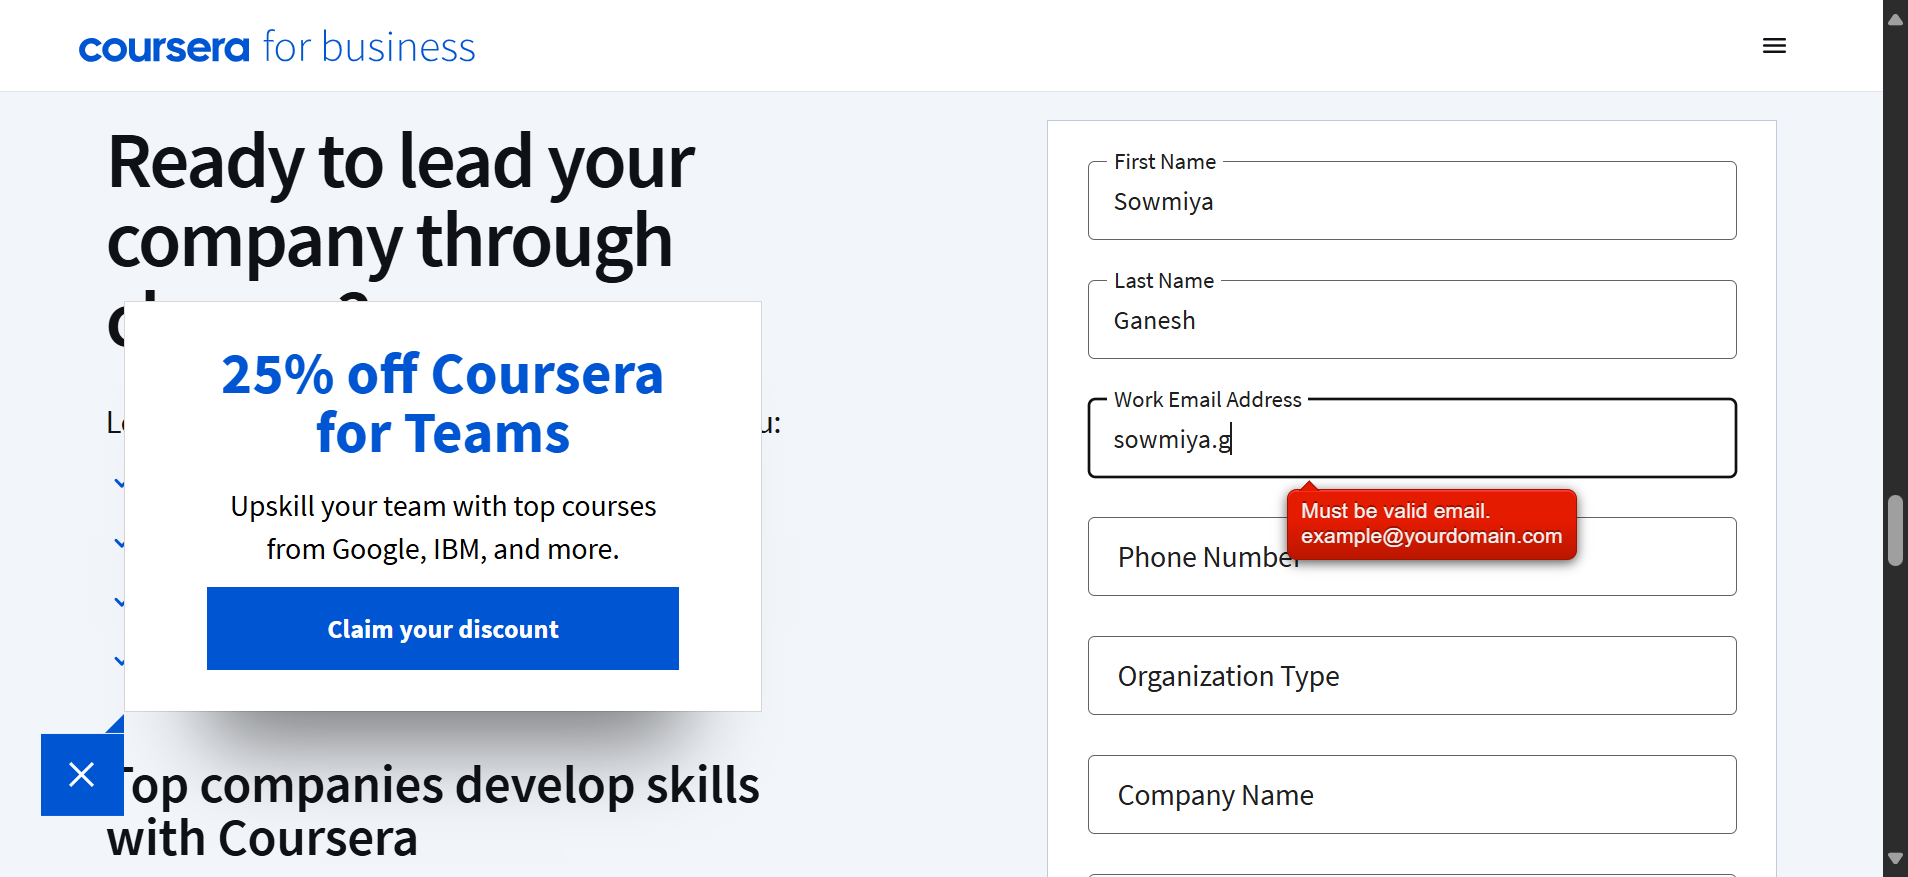 coursera for business
Ready to lead your
company through
25% off Coursera
for Teams
Upskill your team with top courses
from Google, IBM, and more.
Claim your discount
Top companies develop skills
with Coursera
First Name
Sowmiya
Last Name
Ganesh
Work Email Address
sowmiya.g
Must be valid email.
example@yourdomain.com
Phone Number
Organization Type
Company Name